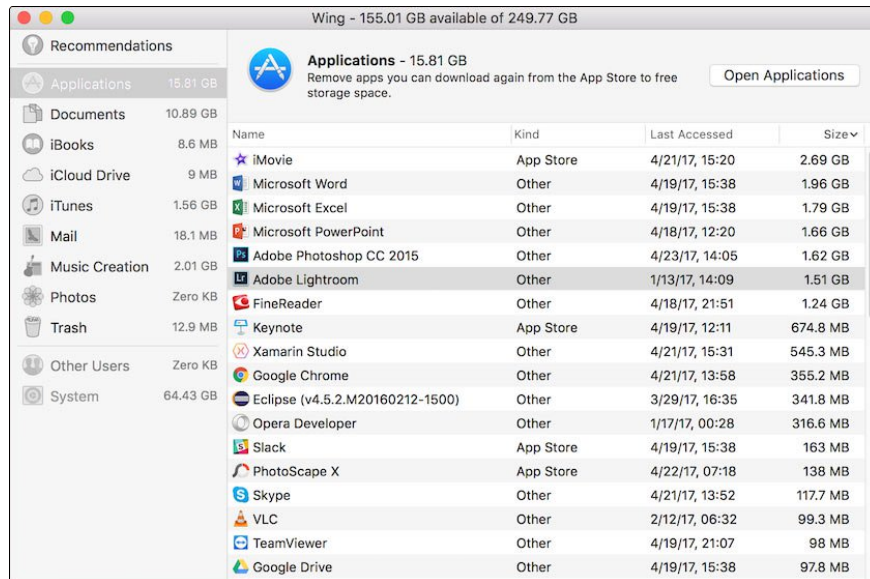 Wing - 155.01 GB available of 249.77 GB
Recommendations
Applications 15.81 GB
Documents 10.89 GB
iBooks 8.6 MB
iCloud Drive 9 MB
iTunes 1.56 GB
Mail 18.1 MB
Music Creation 2.01 GB
Photos Zero KB
Trash 12.9 MB
Other Users Zero KB
System 64.43 GB
Applications - 15.81 GB
Remove apps you can download again from the App Store to free
storage space.
Open Applications
Name Kind Last Accessed Size
iMovie App Store 4/21/17, 15:20 2.69 GB
Microsoft Word Other 4/19/17, 15:38 1.96 GB
Microsoft Excel Other 4/19/17, 15:38 1.79 GB
Microsoft PowerPoint Other 4/18/17, 12:20 1.66 GB
Ps Adobe Photoshop CC 2015 Other 4/23/17, 14:05 1.62 GB
Lr Adobe Lightroom Other 1/13/17, 14:09 1.51 GB
FineReader Other 4/18/17, 21:51 1.24 GB
Keynote App Store 4/19/17, 12:11 674.8 MB
Xamarin Studio Other 4/21/17, 15:31 545.3 MB
Google Chrome Other 4/21/17, 13:58 355.2 MB
Eclipse (v4.5.2.M20160212-1500) Other 3/29/17, 16:35 341.8 MB
Opera Developer Other 1/17/17, 00:28 316.6 MB
Slack App Store 4/19/17, 15:38 163 MB
PhotoScape X App Store 4/22/17, 07:18 138 MB
Skype Other 4/21/17, 13:52 117.7 MB
VLC Other 2/12/17, 06:32 99.3 MB
TeamViewer Other 4/19/17, 21:07 98 MB
Google Drive Other 4/19/17, 15:38 97.8 MB